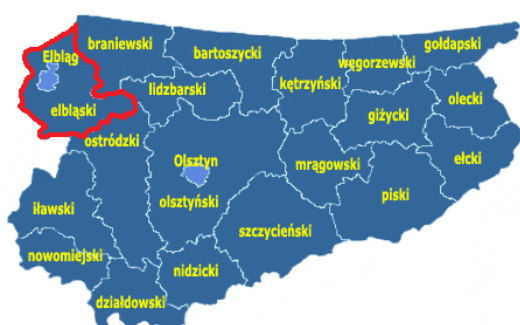 braniewski
bartoszycki
gołdapski
Elbląg
węgorzewski
kętrzyński
lidzbarski
olecki
elbląski
giżycki
ostródzki
Olsztyn
mrągowski
ełcki
piski
olsztyński
iławski
szczycieński
nowomiejski
nidzicki
działdowski